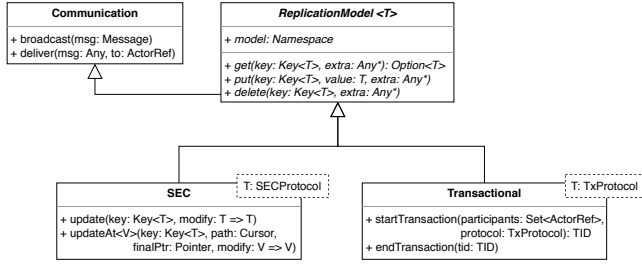 Communication
+ broadcast(msg: Message)
+ deliver(msg: Any, to: ActorRef)
ReplicationModel <T>
+ model: Namespace
+ get(key: Key<T>, extra: Any*): Option<T>
+ put(key: Key<T>, value: T, extra: Any*)
+ delete(key: Key<T>, extra: Any*)
T: SECProtocol
SEC
+ update(key: Key<T>, modify: T => T)
+ updateAt<V>(key: Key<T>, path: Cursor,
finalPtr: Pointer, modify: V => V)
T: TxProtocol
Transactional
+ startTransaction(participants: Set<ActorRef>,
protocol: TxProtocol): TID
+ endTransaction(tid: TID)